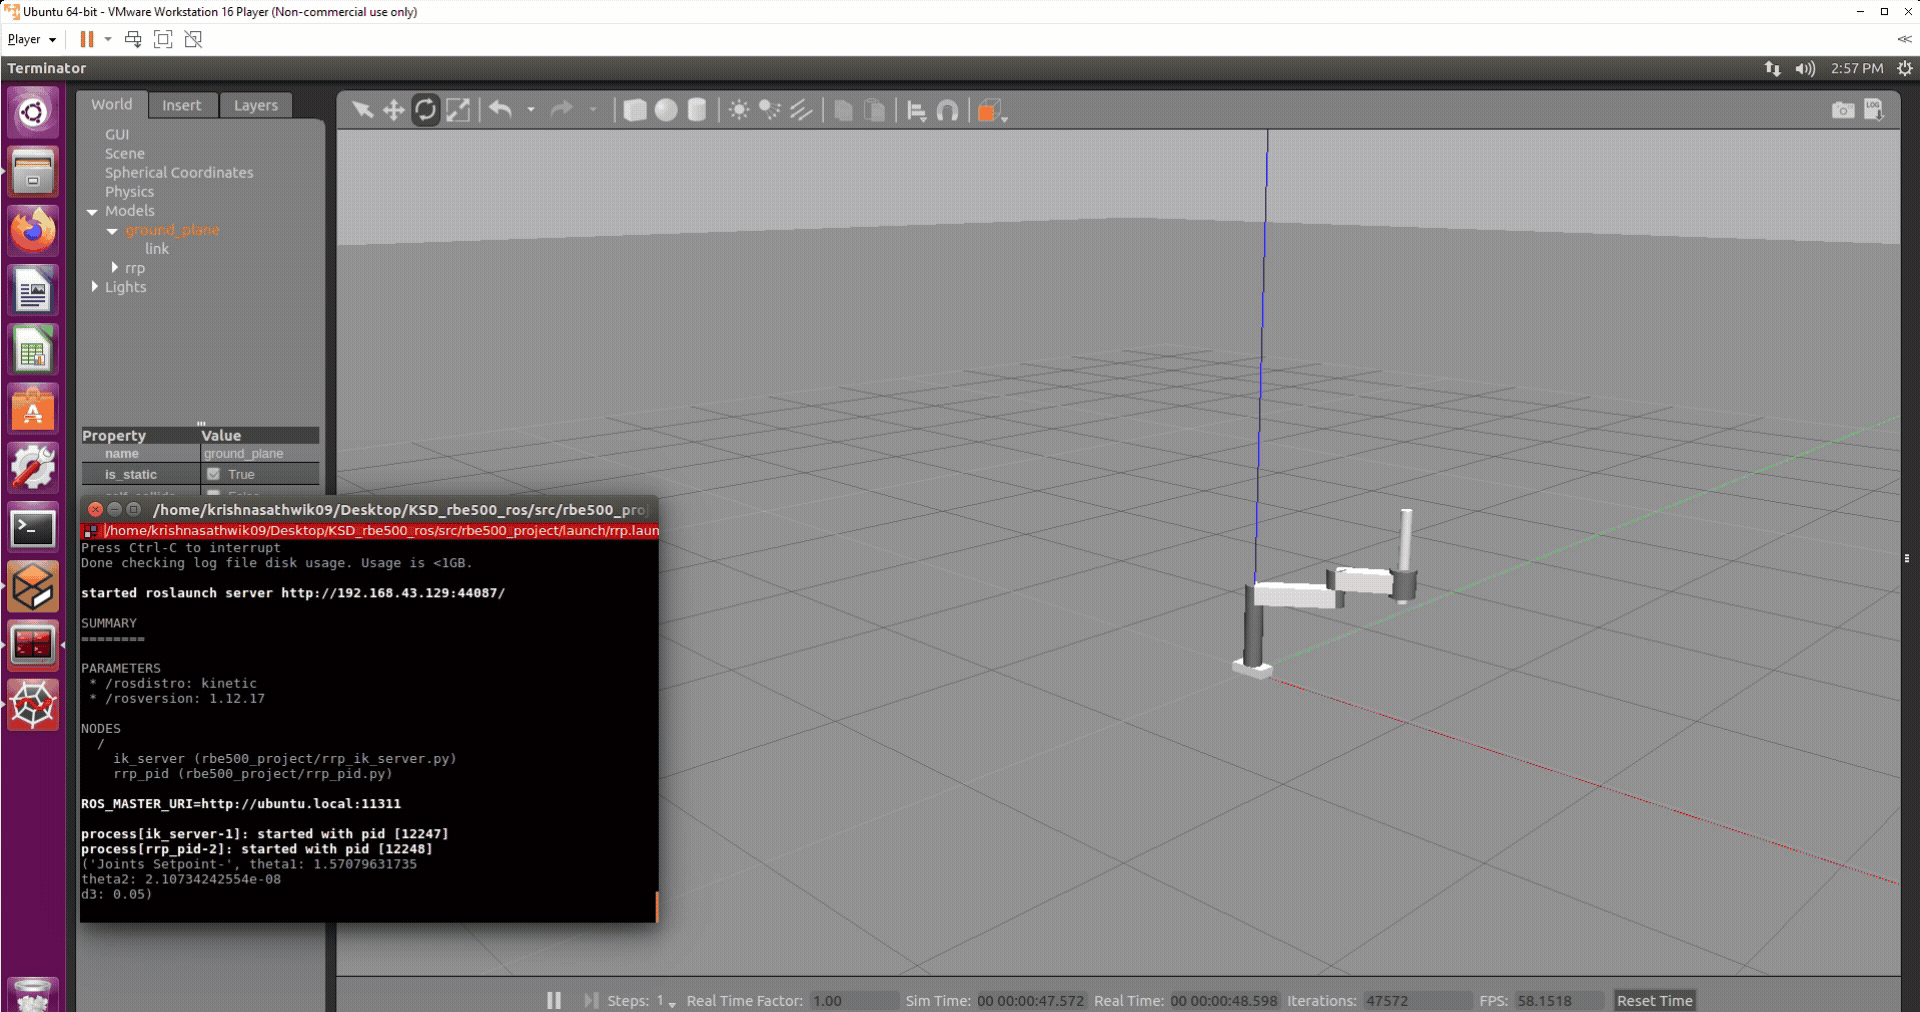 Ubuntu 64-bit - VMware Workstation 16 Player (Non-commercial use only)
Player
Terminator
2:57 PM
World Insert Layers
LOG
GUI
Scene
Spherical Coordinates
Physics
Models
ground_plane
link
rrp
Lights
Property Value
name ground_plane
is_static True
/home/krishnasathwik09/Desktop/KSD_rbe500_ros/src/rbe500_proj
/home/krishnasathwik09/Desktop/KSD_rbe500_ros/src/rbe500_project/launch/rrp.laun
Press Ctrl-C to interrupt
Done checking log file disk usage. Usage is <1GB.
started roslaunch server http://192.168.43.129:44087/
SUMMARY
========
PARAMETERS
* /rosdistro: kinetic
* /rosversion: 1.12.17
NODES
/
ik_server (rbe500_project/rrp_ik_server.py)
rrp_pid (rbe500_project/rrp_pid.py)
ROS_MASTER_URI=http://ubuntu.local:11311
process[ik_server-1]: started with pid [12247]
process[rrp_pid-2]: started with pid [12248]
('Joints Setpoint-', theta1: 1.57079631735
theta2: 2.10734242554e-08
d3: 0.05)
Steps: 1 Real Time Factor: 1.00 Sim Time: 00 00:00:47.572 Real Time: 00 00:00:48.598 Iterations: 47572 FPS: 58.1518 Reset Time